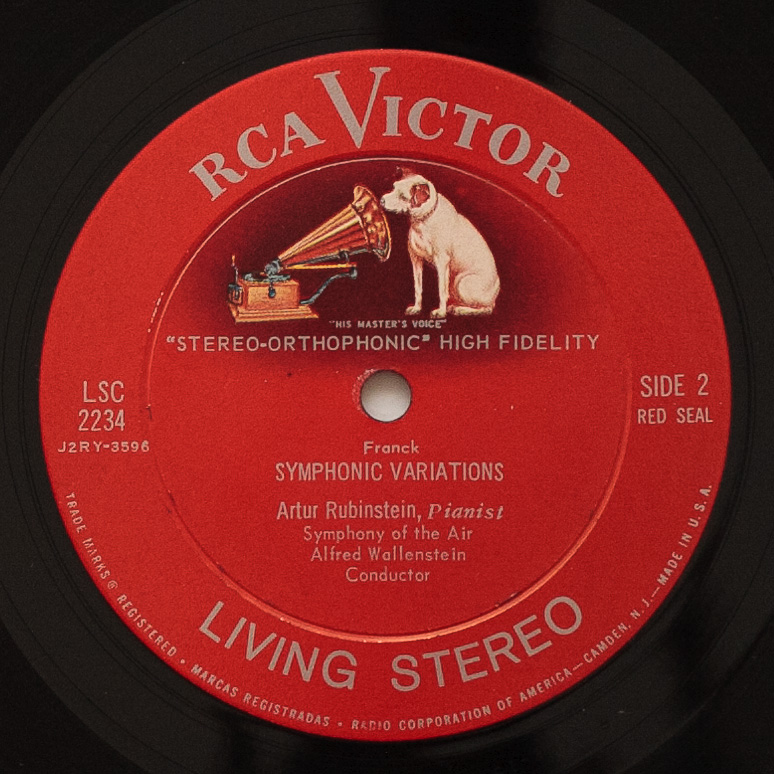 RCA VICTOR
"HIS MASTER'S VOICE"
"STEREO-ORTHOPHONIC" HIGH FIDELITY
LSC
2234
J2RY-3596
SIDE 2
RED SEAL
Franck
SYMPHONIC VARIATIONS
Artur Rubinstein, Pianist
Symphony of the Air
Alfred Wallenstein
Conductor
LIVING STEREO
TRADE MARKS ® REGISTERED • MARCAS REGISTRADAS • RADIO CORPORATION OF AMERICA—CAMDEN, N. J.—MADE IN U.S.A.